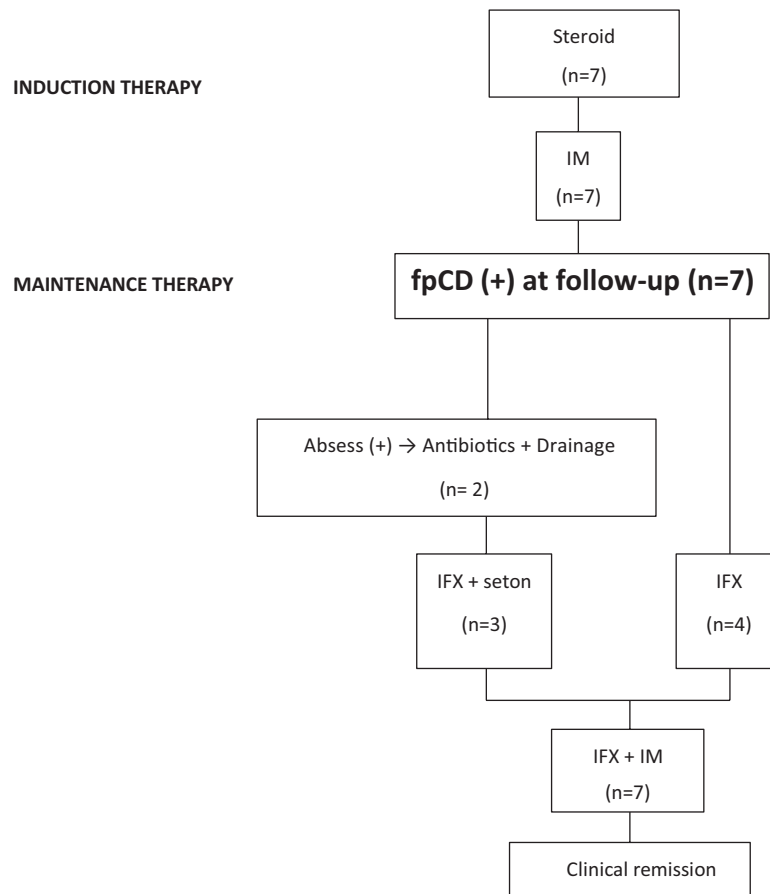 Steroid
(n=7)
INDUCTION THERAPY
IM
(n=7)
MAINTENANCE THERAPY
fpCD (+) at follow-up (n=7)
Absess (+) → Antibiotics + Drainage
(n= 2)
IFX + seton
(n=3)
IFX
(n=4)
IFX + IM
(n=7)
Clinical remission